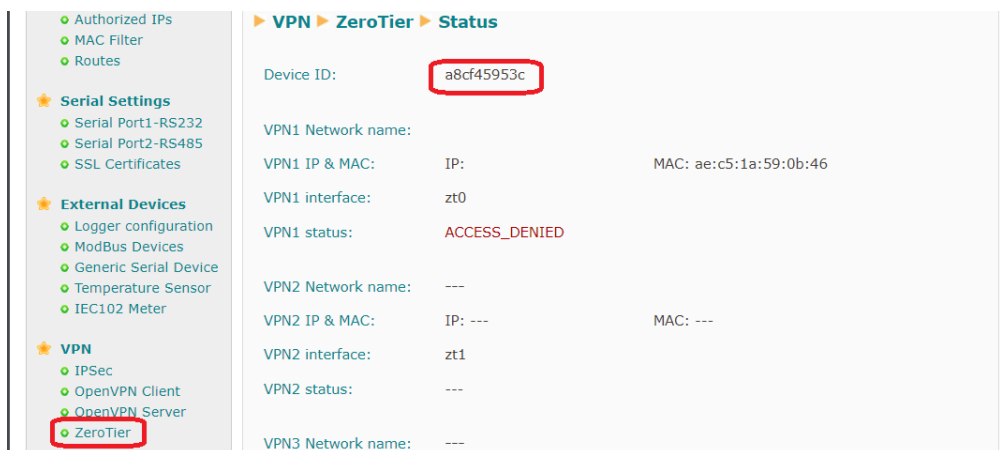 Authorized IPs
MAC Filter
Routes
Serial Settings
Serial Port1-RS232
Serial Port2-RS485
SSL Certificates
External Devices
Logger configuration
ModBus Devices
Generic Serial Device
Temperature Sensor
IEC102 Meter
VPN
IPSec
OpenVPN Client
OpenVPN Server
ZeroTier
VPN ZeroTier Status
Device ID: a8cf45953c
VPN1 Network name:
VPN1 IP & MAC: IP: MAC: ae:c5:1a:59:0b:46
VPN1 interface: zt0
VPN1 status: ACCESS_DENIED
VPN2 Network name: ---
VPN2 IP & MAC: IP: --- MAC: ---
VPN2 interface: zt1
VPN2 status: ---
VPN3 Network name: ---